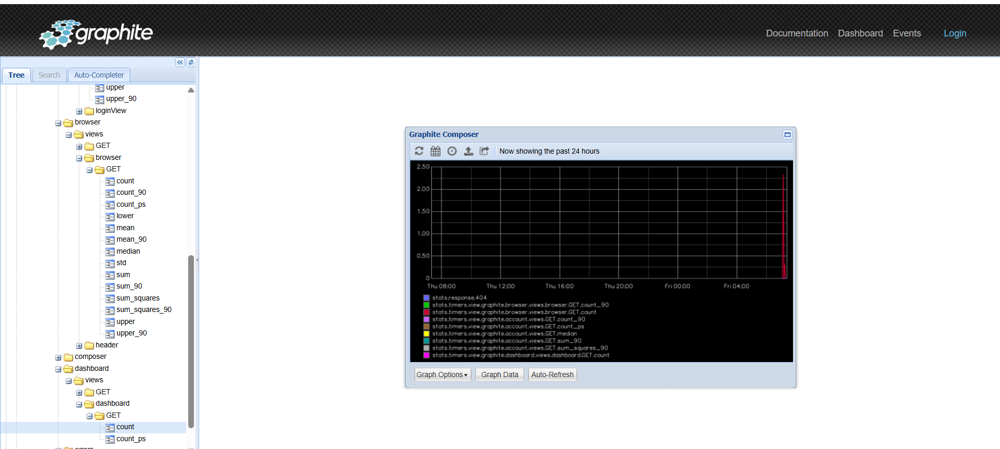 graphite
Documentation Dashboard Events Login
Tree Search Auto-Completer
upper
upper_90
loginView
browser
views
GET
browser
GET
count
count_90
count_ps
lower
mean
mean_90
median
std
sum
sum_90
sum_squares
sum_squares_90
upper
upper_90
header
composer
dashboard
views
GET
dashboard
GET
count
count_ps
errors
Graphite Composer
Now showing the past 24 hours
2.50
2.00
1.50
1.00
0.50
0
Thu 08:00 Thu 12:00 Thu 16:00 Thu 20:00 Fri 00:00 Fri 04:00
stats.response.404
stats.timers.view.graphite.browser.views.browser.GET.count_90
stats.timers.view.graphite.browser.views.browser.GET.count
stats.timers.view.graphite.account.views.GET.count_90
stats.timers.view.graphite.account.views.GET.count_ps
stats.timers.view.graphite.account.views.GET.median
stats.timers.view.graphite.account.views.GET.sum_90
stats.timers.view.graphite.account.views.GET.sum_squares_90
stats.timers.view.graphite.dashboard.views.dashboard.GET.count
Graph Options Graph Data Auto-Refresh